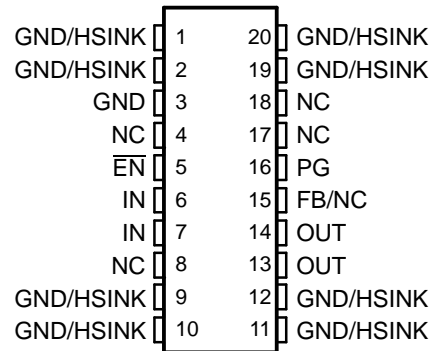 GND/HSINK 1 20 GND/HSINK
GND/HSINK 2 19 GND/HSINK
GND 3 18 NC
NC 4 17 NC
E̅N̅ 5 16 PG
IN 6 15 FB/NC
IN 7 14 OUT
NC 8 13 OUT
GND/HSINK 9 12 GND/HSINK
GND/HSINK 10 11 GND/HSINK